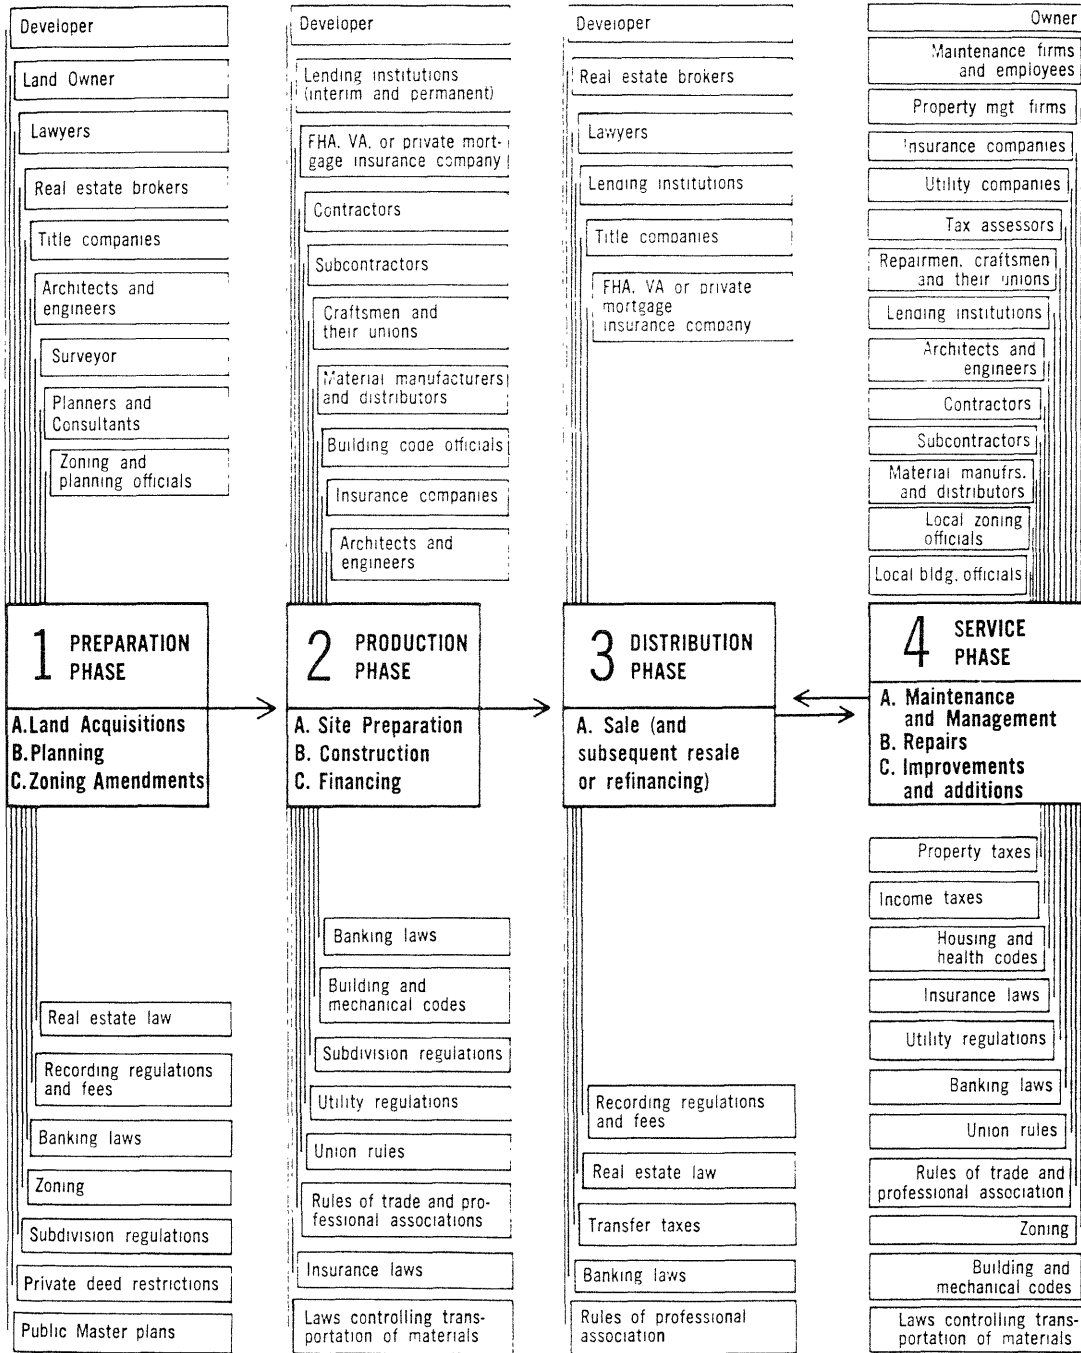 Developer
Land Owner
Lawyers
Real estate brokers
Title companies
Architects and
engineers
Surveyor
Planners and
Consultants
Zoning and
planning officials
1 PREPARATION
PHASE
A.Land Acquisitions
B.Planning
C.Zoning Amendments
Real estate law
Recording regulations
and fees
Banking laws
Zoning
Subdivision regulations
Private deed restrictions
Public Master plans
Developer
Lending institutions
(interim and permanent)
FHA, VA, or private mort-
gage insurance company
Contractors
Subcontractors
Craftsmen and
their unions
Material manufacturers
and distributors
Building code officials
Insurance companies
Architects and
engineers
2 PRODUCTION
PHASE
A. Site Preparation
B. Construction
C. Financing
Banking laws
Building and
mechanical codes
Subdivision regulations
Utility regulations
Union rules
Rules of trade and pro-
fessional associations
Insurance laws
Laws controlling trans-
portation of materials
Developer
Real estate brokers
Lawyers
Lending institutions
Title companies
FHA, VA or private
mortgage
insurance company
3 DISTRIBUTION
PHASE
A. Sale (and
subsequent resale
or refinancing)
Recording regulations
and fees
Real estate law
Transfer taxes
Banking laws
Rules of professional
association
Owner
Maintenance firms
and employees
Property mgt firms
Insurance companies
Utility companies
Tax assessors
Repairmen, craftsmen
and their unions
Lending institutions
Architects and
engineers
Contractors
Subcontractors
Material manufrs.
and distributors
Local zoning
officials
Local bldg. officials
4 SERVICE
PHASE
A. Maintenance
and Management
B. Repairs
C. Improvements
and additions
Property taxes
Income taxes
Housing and
health codes
Insurance laws
Utility regulations
Banking laws
Union rules
Rules of trade and
professional association
Zoning
Building and
mechanical codes
Laws controlling trans-
portation of materials